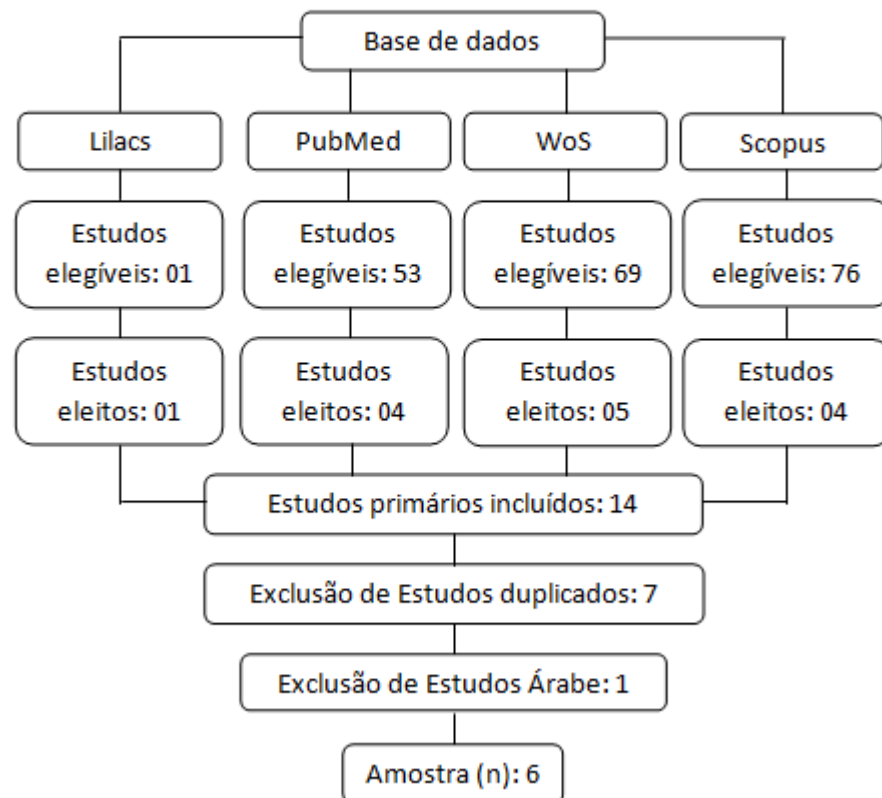 Base de dados
Lilacs
PubMed
WoS
Scopus
Estudos
elegíveis: 01
Estudos
elegíveis: 53
Estudos
elegíveis: 69
Estudos
elegíveis: 76
Estudos
eleitos: 01
Estudos
eleitos: 04
Estudos
eleitos: 05
Estudos
eleitos: 04
Estudos primários incluídos: 14
Exclusão de Estudos duplicados: 7
Exclusão de Estudos Árabe: 1
Amostra (n): 6